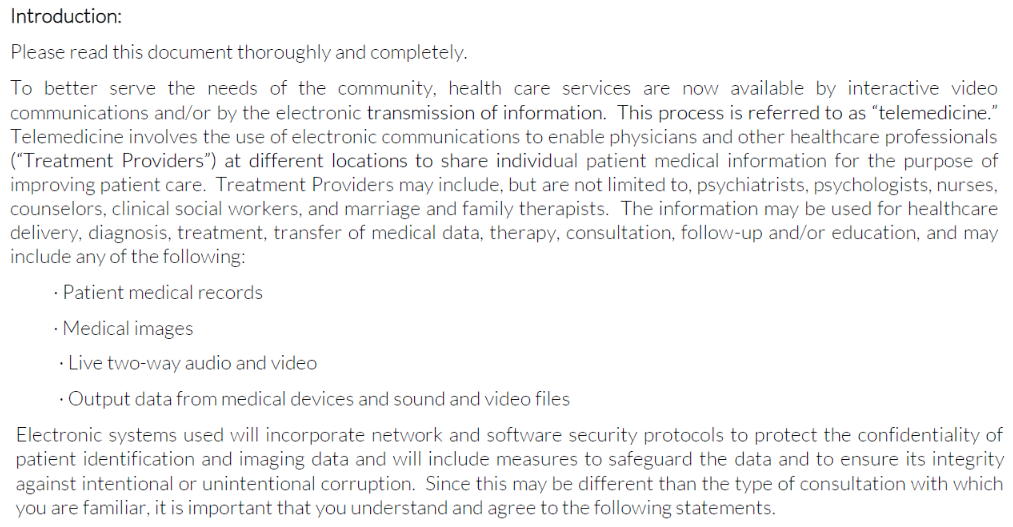 Introduction:
Please read this document thoroughly and completely.
To better serve the needs of the community, health care services are now available by interactive video
communications and/or by the electronic transmission of information. This process is referred to as “telemedicine.”
Telemedicine involves the use of electronic communications to enable physicians and other healthcare professionals
(“Treatment Providers”) at different locations to share individual patient medical information for the purpose of
improving patient care. Treatment Providers may include, but are not limited to, psychiatrists, psychologists, nurses,
counselors, clinical social workers, and marriage and family therapists. The information may be used for healthcare
delivery, diagnosis, treatment, transfer of medical data, therapy, consultation, follow-up and/or education, and may
include any of the following:
· Patient medical records
· Medical images
· Live two-way audio and video
· Output data from medical devices and sound and video files
Electronic systems used will incorporate network and software security protocols to protect the confidentiality of
patient identification and imaging data and will include measures to safeguard the data and to ensure its integrity
against intentional or unintentional corruption. Since this may be different than the type of consultation with which
you are familiar, it is important that you understand and agree to the following statements.